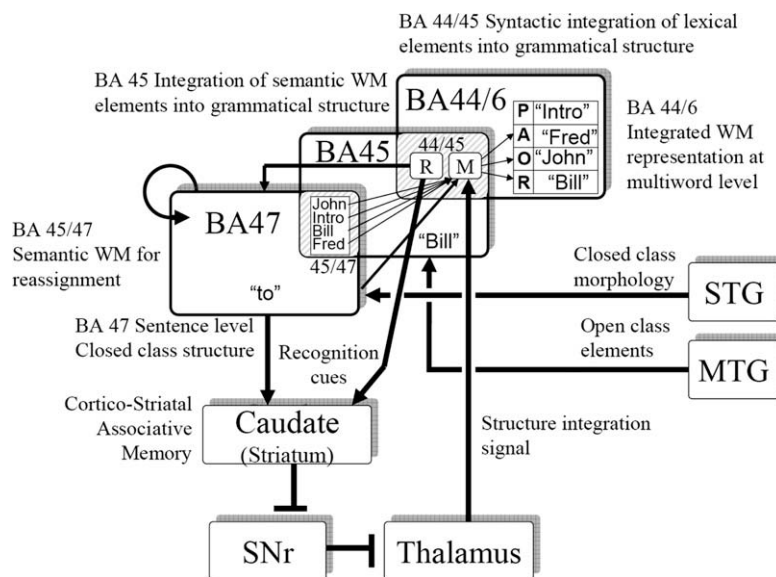 BA 44/45 Syntactic integration of lexical
elements into grammatical structure
BA 45 Integration of semantic WM
elements into grammatical structure
BA44/6
P "Intro"
A "Fred"
O "John"
R "Bill"
BA 44/6
Integrated WM
representation at
multiword level
BA45
44/45
R
M
John
Intro
Bill
Fred
45/47
"Bill"
BA47
"to"
BA 45/47
Semantic WM for
reassignment
BA 47 Sentence level
Closed class structure
Closed class
morphology
STG
Open class
elements
MTG
Recognition
cues
Cortico-Striatal
Associative
Memory
Caudate
(Striatum)
Structure integration
signal
SNr
Thalamus